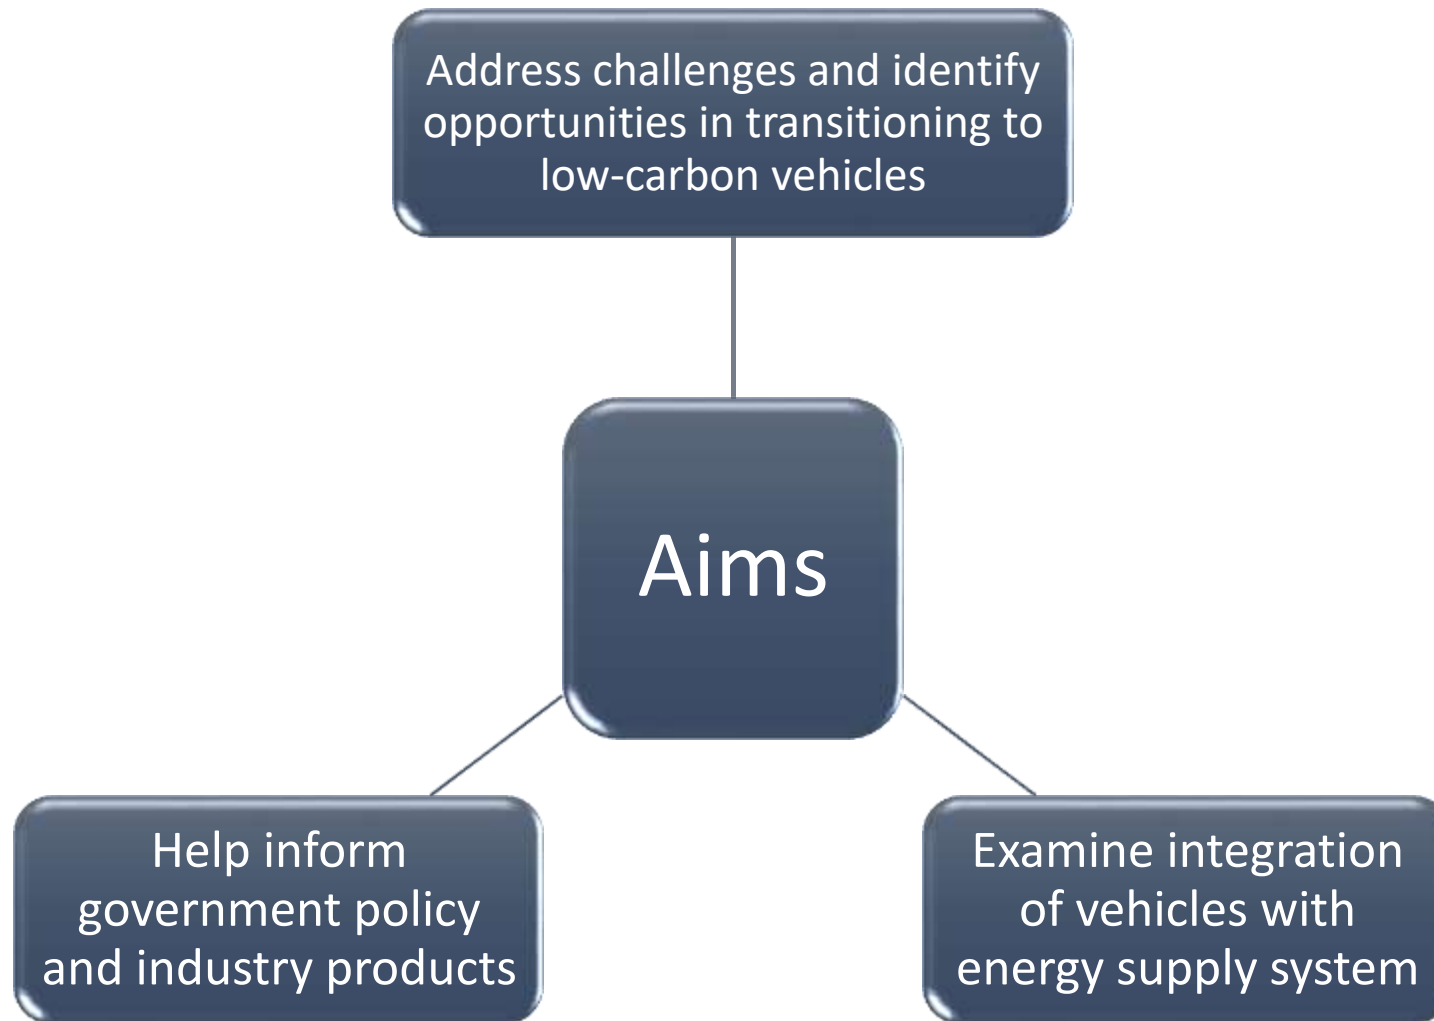 Address challenges and identify
opportunities in transitioning to
low-carbon vehicles
Aims
Help inform
government policy
and industry products
Examine integration
of vehicles with
energy supply system